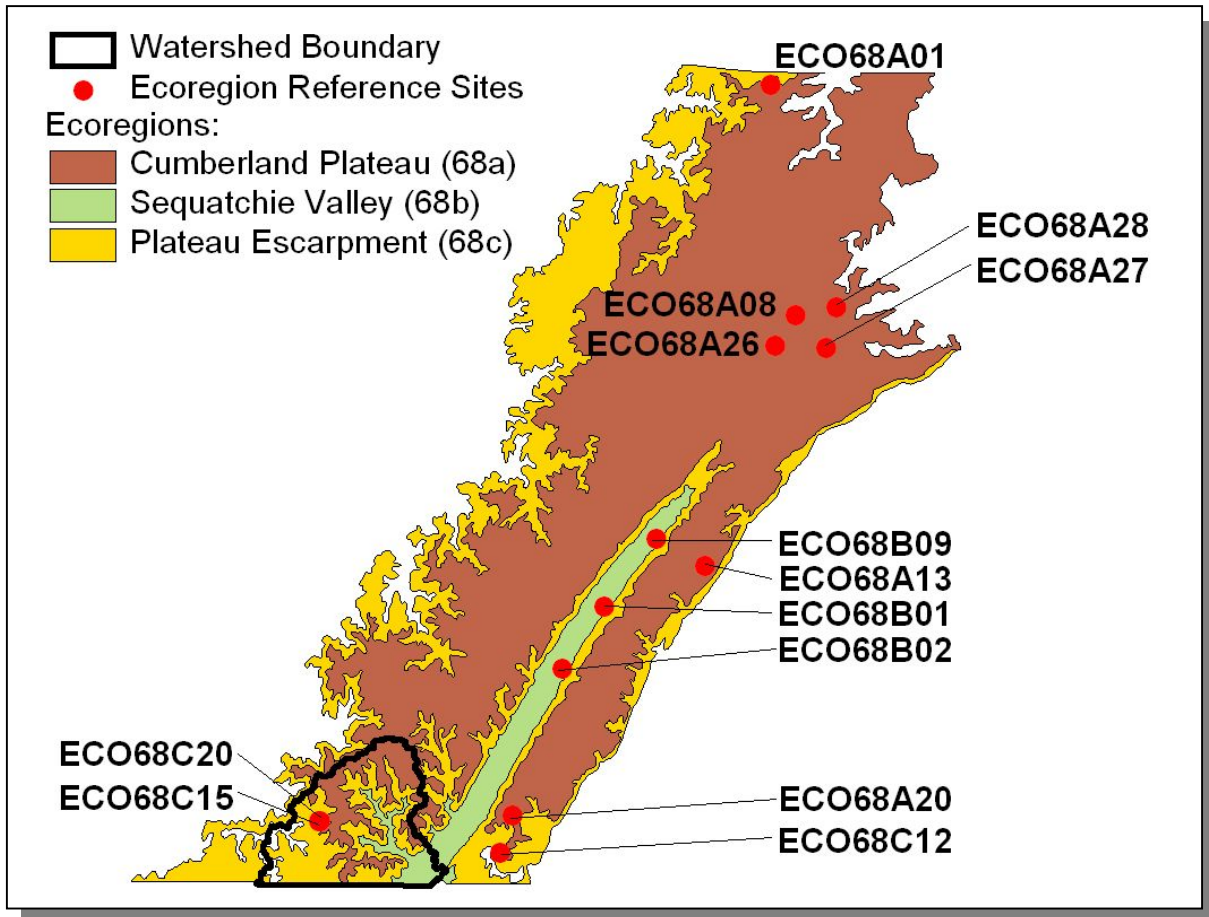 Watershed Boundary
Ecoregion Reference Sites
Ecoregions:
Cumberland Plateau (68a)
Sequatchie Valley (68b)
Plateau Escarpment (68c)
ECO68A01
ECO68A28
ECO68A27
ECO68A08
ECO68A26
ECO68B09
ECO68A13
ECO68B01
ECO68B02
ECO68C20
ECO68C15
ECO68A20
ECO68C12